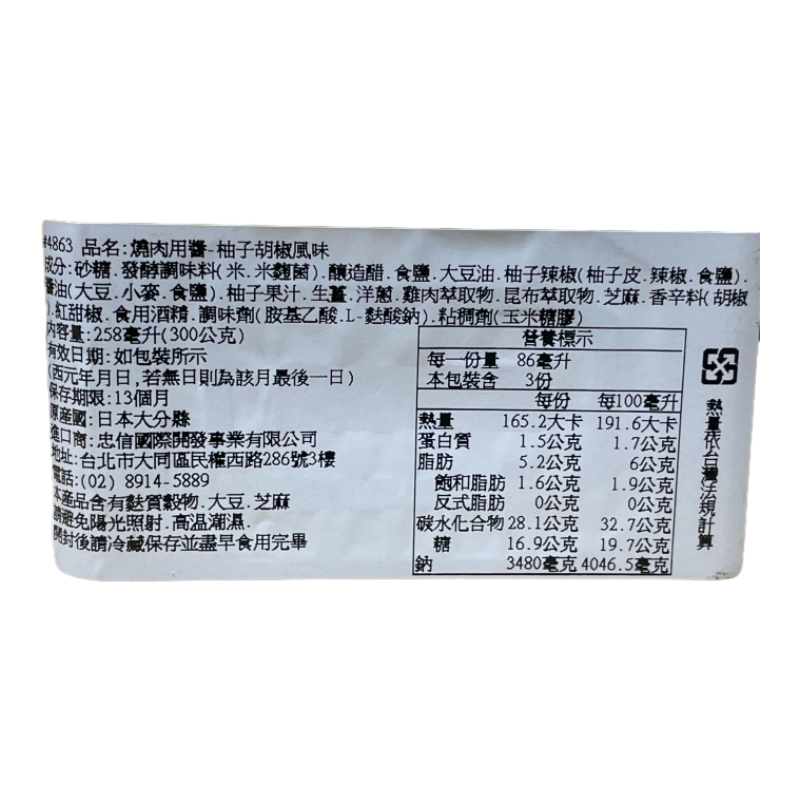 #4863 品名:燒肉用醬-柚子胡椒風味
成分:砂糖.發酵調味料(米.米麴菌).釀造醋.食鹽.大豆油.柚子辣椒(柚子皮.辣椒.食鹽).
醬油(大豆.小麥.食鹽).柚子果汁.生薑.洋蔥.雞肉萃取物.昆布萃取物.芝麻.香辛料(胡椒
).紅甜椒.食用酒精.調味劑(胺基乙酸.L-麩酸鈉).粘稠劑(玉米糖膠)
內容量:258毫升(300公克)
有效日期:如包裝所示
(西元年月日,若無日則為該月最後一日)
保存期限:13個月
原産國:日本大分縣
進口商:忠信國際開發事業有限公司
地址:台北市大同區民權西路286號3樓
電話:(02) 8914-5889
本產品含有麩質穀物.大豆.芝麻
請避免陽光照射.高溫潮濕.
開封後請冷藏保存並盡早食用完畢
營養標示
每一份量 86毫升
本包裝含 3份
每份 每100毫升
熱量 165.2大卡 191.6大卡
蛋白質 1.5公克 1.7公克
脂肪 5.2公克 6公克
飽和脂肪 1.6公克 1.9公克
反式脂肪 0公克 0公克
碳水化合物 28.1公克 32.7公克
糖 16.9公克 19.7公克
鈉 3480毫克 4046.5毫克
熱量依台灣法規計算